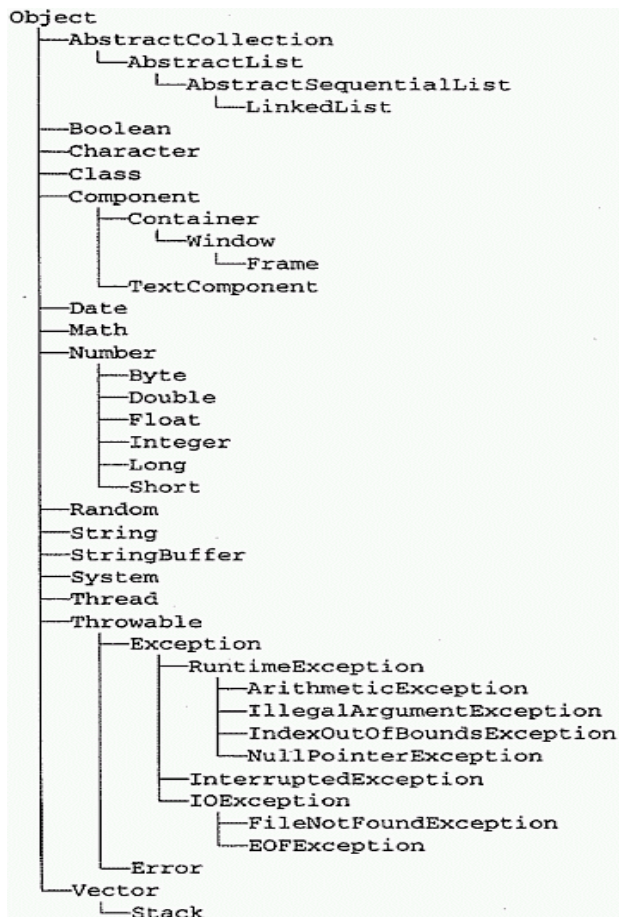 Object
AbstractCollection
AbstractList
AbstractSequentialList
LinkedList
Boolean
Character
Class
Component
Container
Window
Frame
TextComponent
Date
Math
Number
Byte
Double
Float
Integer
Long
Short
Random
String
StringBuffer
System
Thread
Throwable
Exception
RuntimeException
ArithmeticException
IllegalArgumentException
IndexOutOfBoundsException
NullPointerException
InterruptedException
IOException
FileNotFoundException
EOFException
Error
Vector
Stack